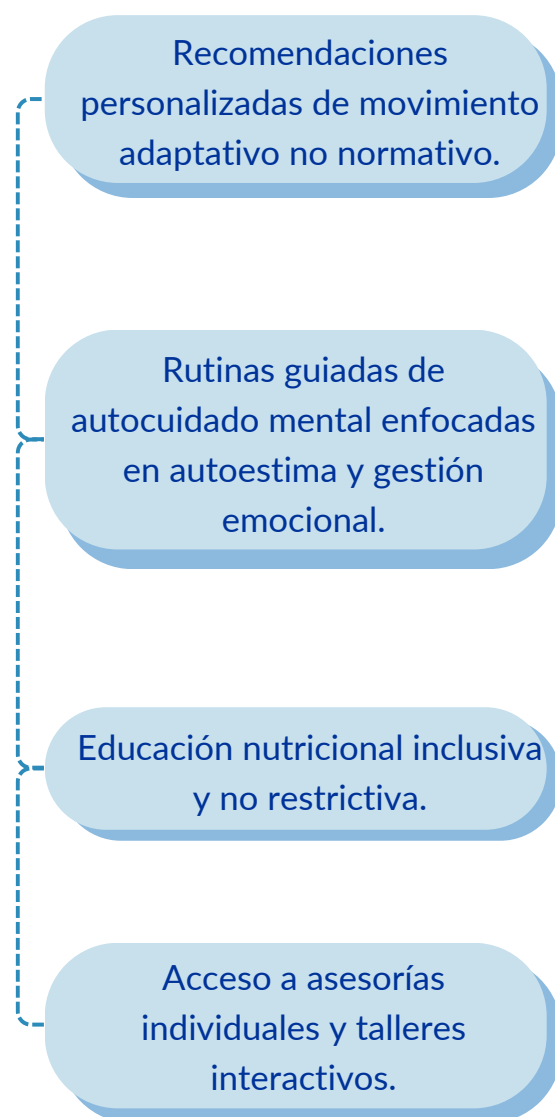 Recomendaciones
personalizadas de movimiento
adaptativo no normativo.
Rutinas guiadas de
autocuidado mental enfocadas
en autoestima y gestión
emocional.
Educación nutricional inclusiva
y no restrictiva.
Acceso a asesorías
individuales y talleres
interactivos.